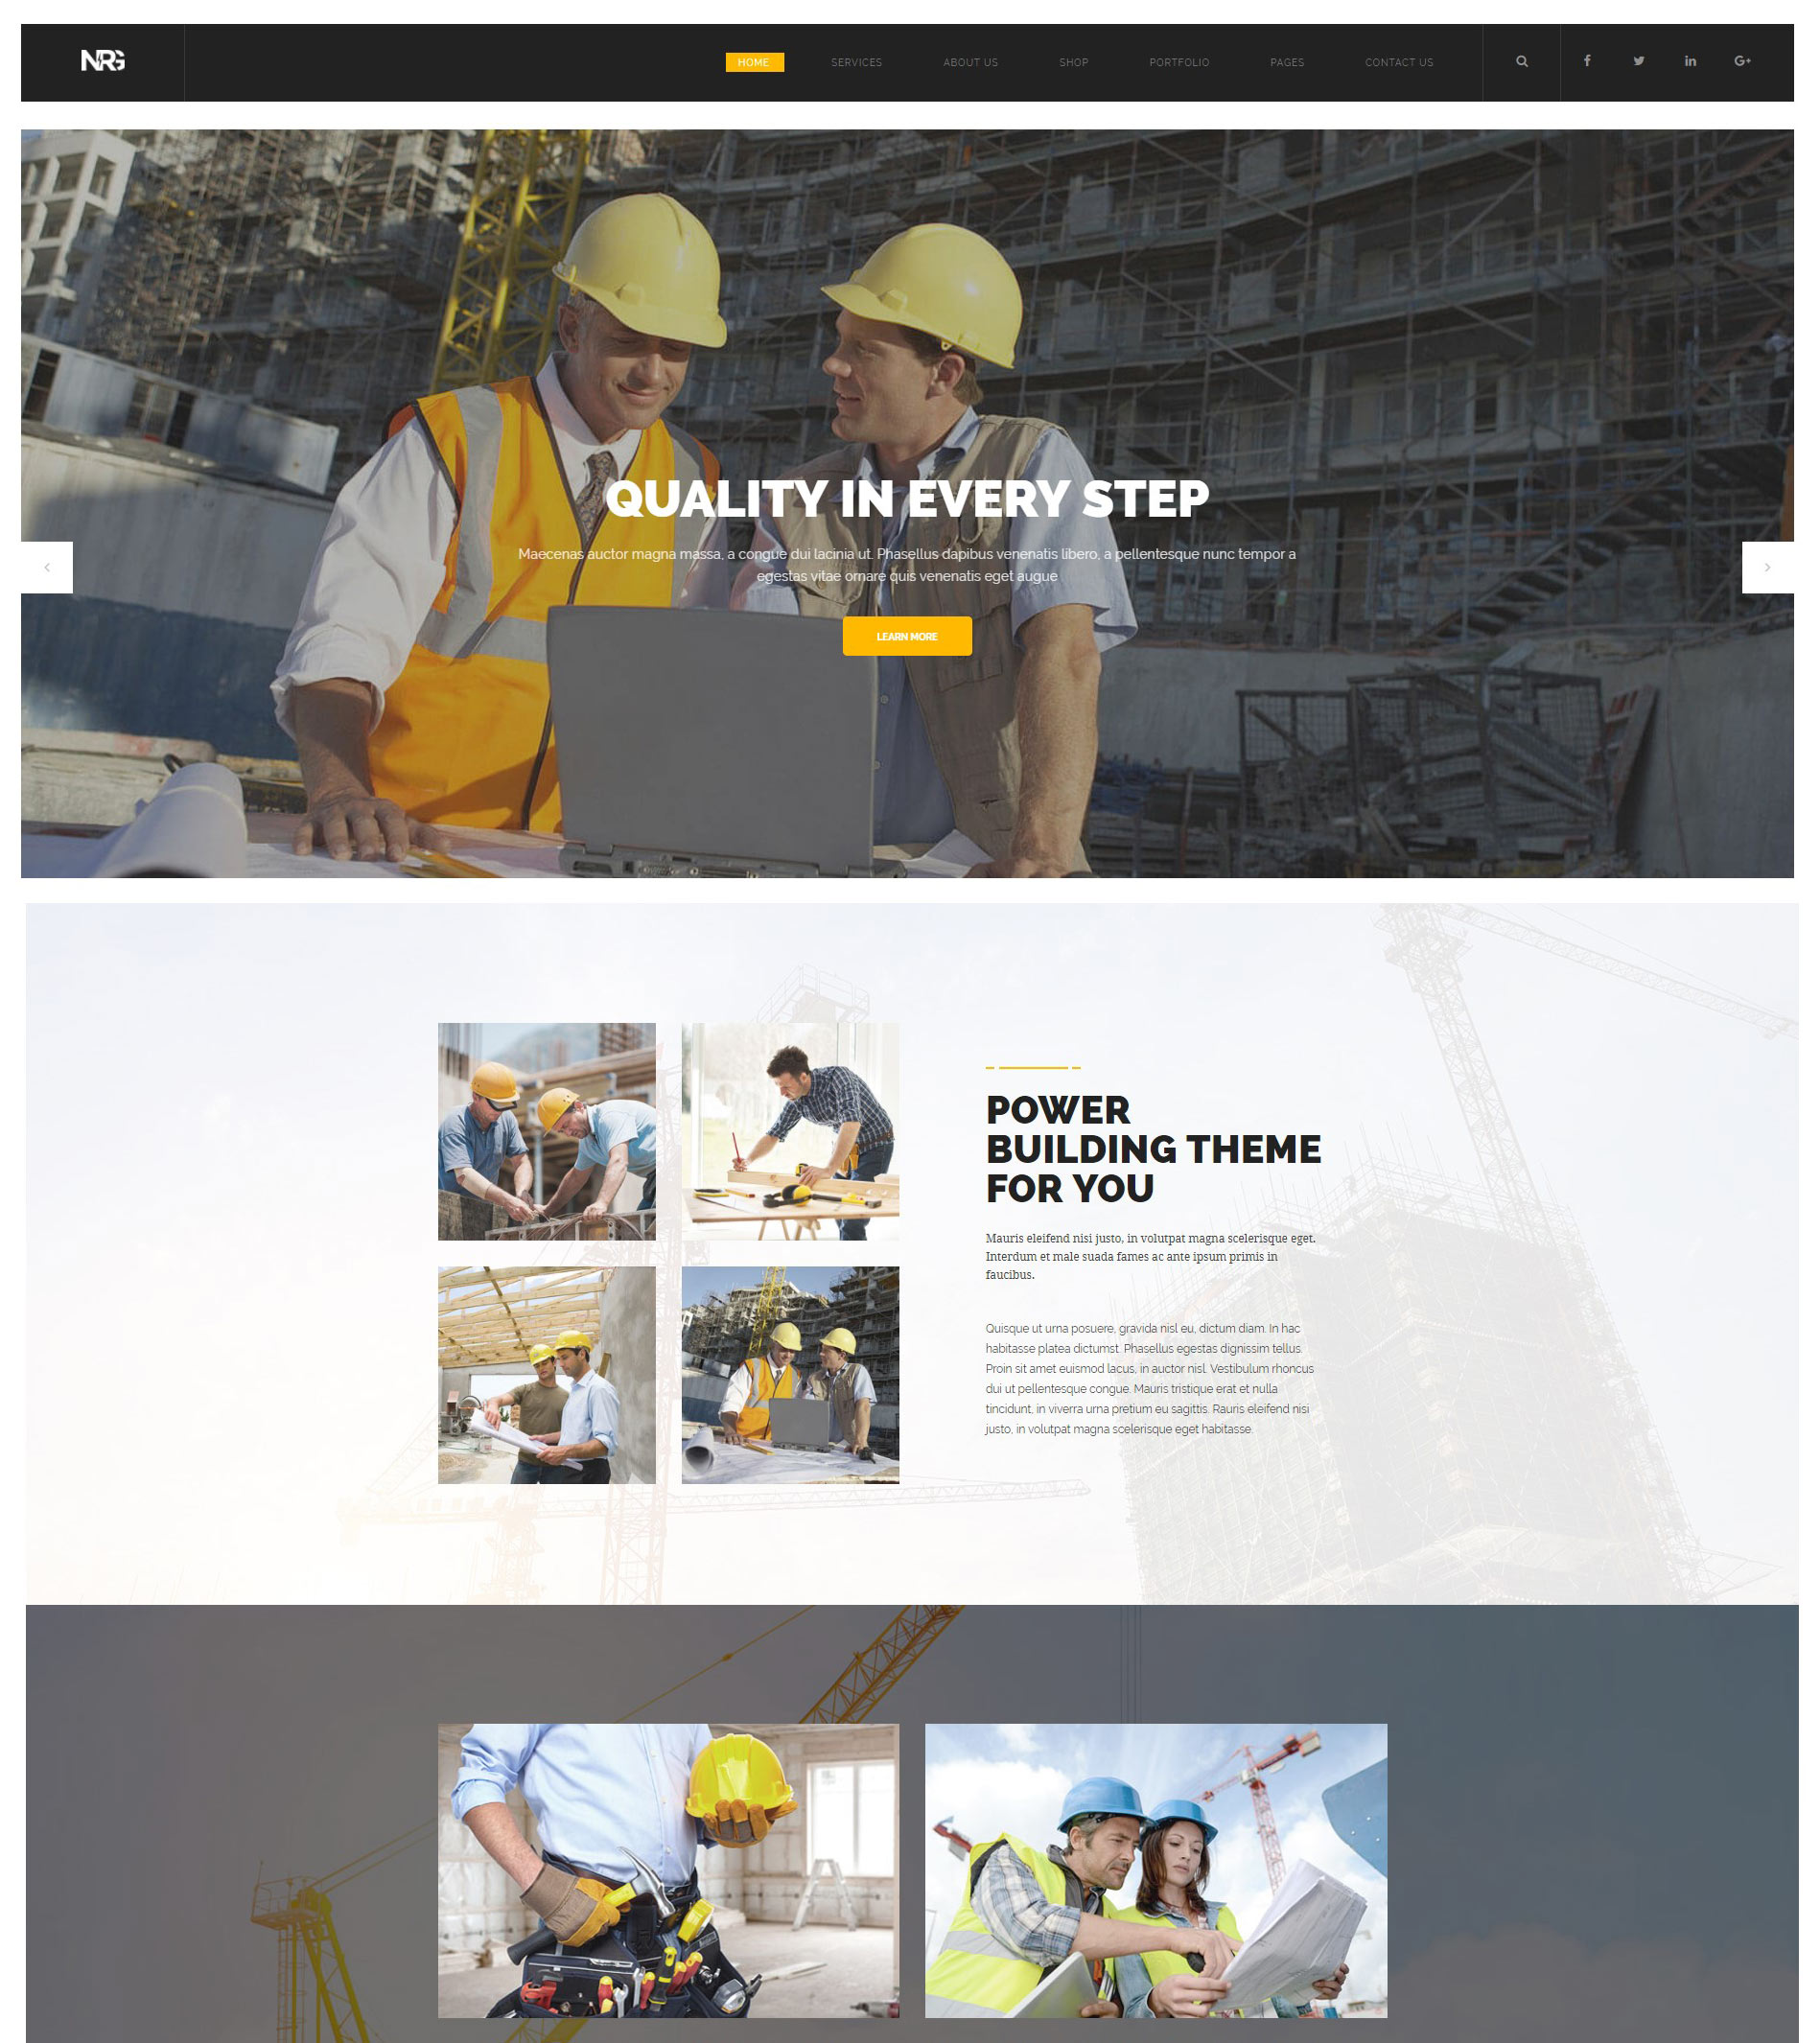 NRG
HOME SERVICES ABOUT US SHOP PORTFOLIO PAGES CONTACT US
QUALITY IN EVERY STEP
Maecenas auctor magna massa, a congue dui lacinia ut. Phasellus dapibus venenatis libero, a pellentesque nunc tempor a
egestas vitae ornare quis venenatis eget augue
LEARN MORE
POWER
BUILDING THEME
FOR YOU
Mauris eleifend nisi justo, in volutpat magna scelerisque eget.
Interdum et male suada fames ac ante ipsum primis in
faucibus.
Quisque ut urna posuere, gravida nisl eu, dictum diam. In hac
habitasse platea dictumst. Phasellus egestas dignissim tellus.
Proin sit amet euismod lacus, in auctor nisl. Vestibulum rhoncus
dui ut pellentesque congue. Mauris tristique erat et nulla
tincidunt, in viverra urna pretium eu sagittis. Rauris eleifend nisi
justo, in volutpat magna scelerisque eget habitasse.